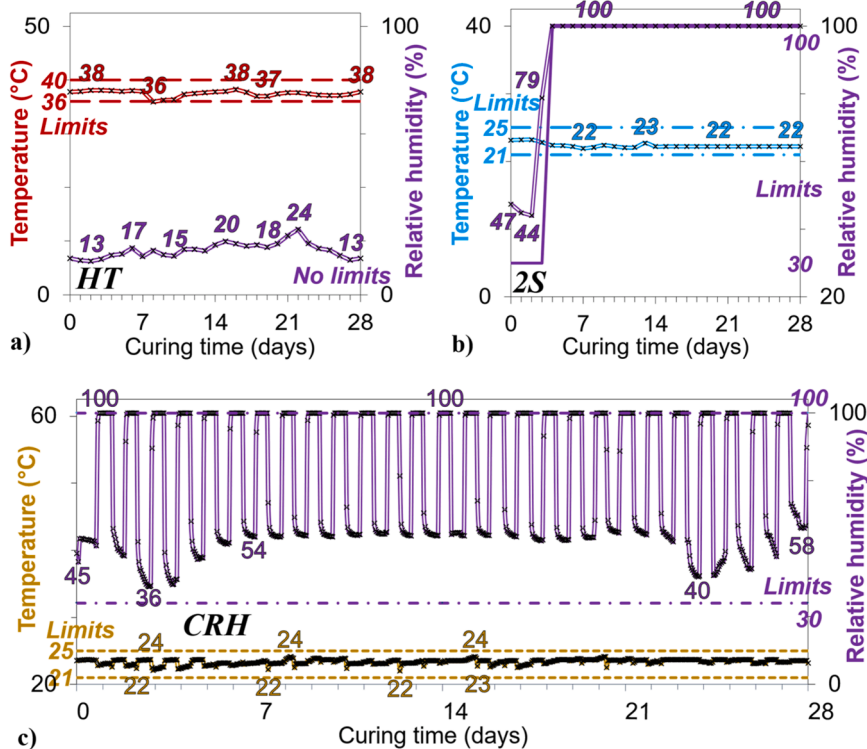 50 100
38 36 38 37 38
40
36
Limits
Temperature (°C)
Relative humidity (%)
13 17 15 20 18 24 13
HT No limits
0 0
0 7 14 21 28
a) Curing time (days)
40 100 100 100
100
79
Limits
25 22 23 22 22
21
Temperature (°C)
Relative humidity (%)
47 44
Limits
30
2S
0 20
0 7 14 21 28
b) Curing time (days)
100 100 100
60 100
Temperature (°C)
Relative humidity (%)
45 36 54 40 58
Limits
30
CRH
Limits
25 24 24 24
21
20 22 22 22 23 0
0 7 14 21 28
c) Curing time (days)